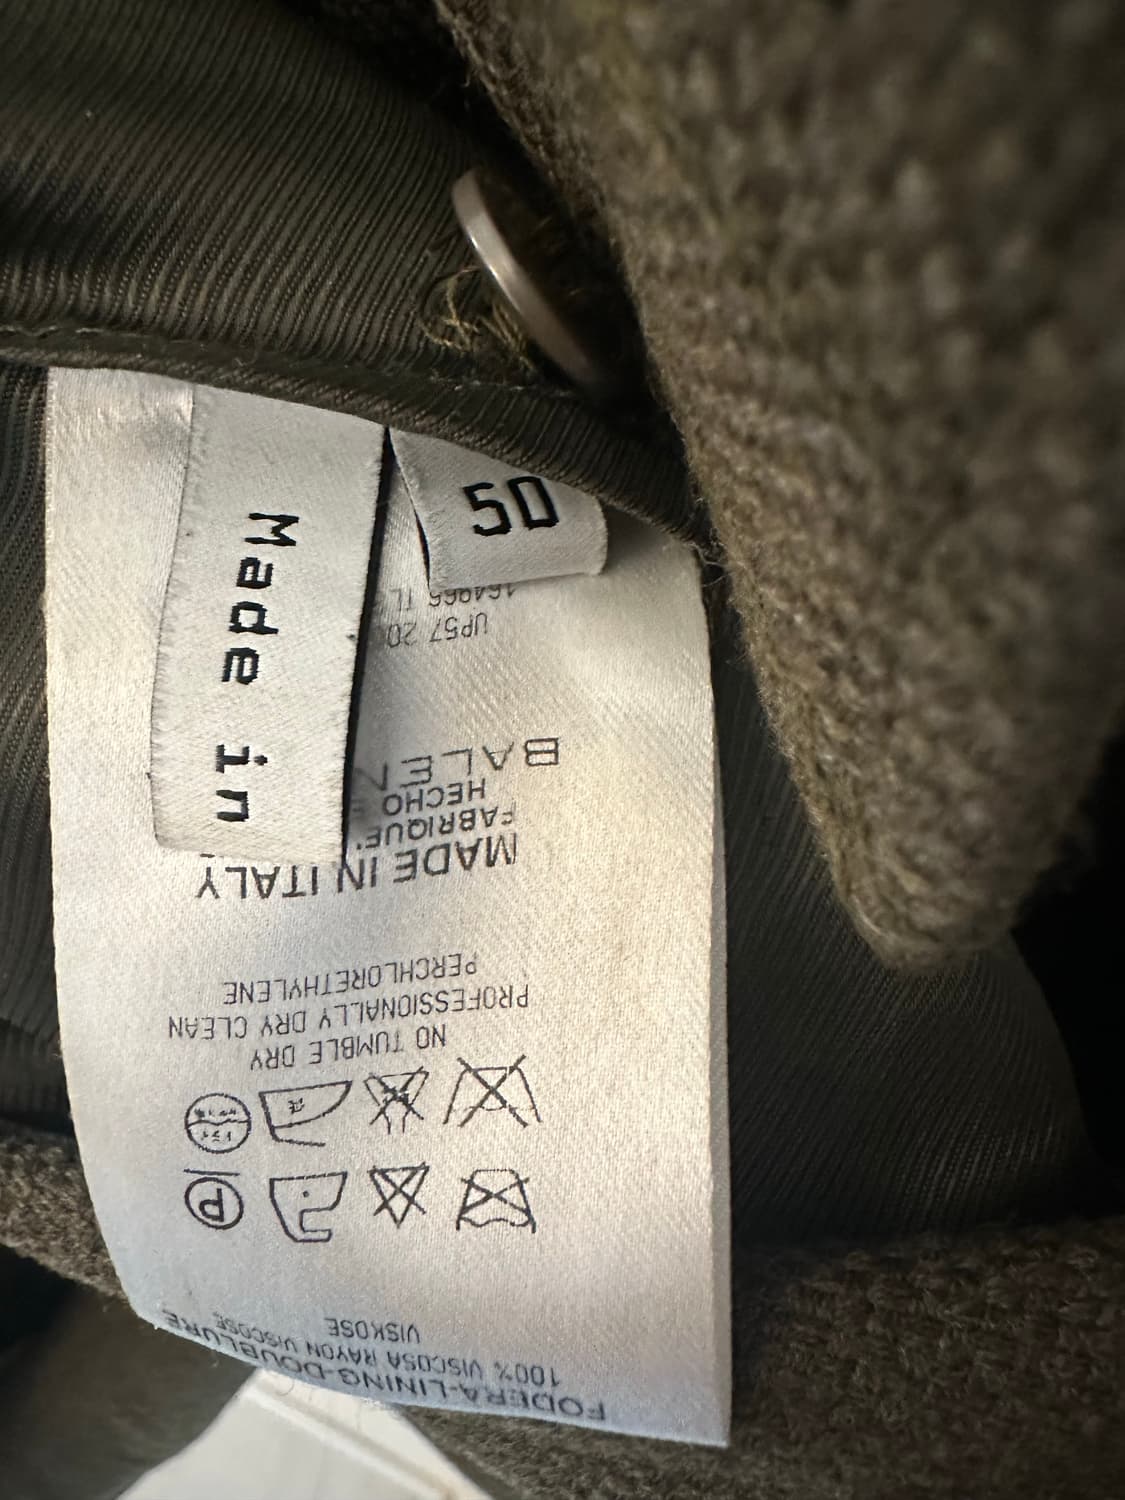 50
Made in
FODERA-LINING-DOUBLURE
100% VISCOSA RAYON VISCOSE
VISKOSE
P
NO TUMBLE DRY
PROFESSIONALLY DRY CLEAN
PERCHLORETHYLENE
MADE IN ITALY
FABRIQUE
HECHO
BALEN
UP57 20